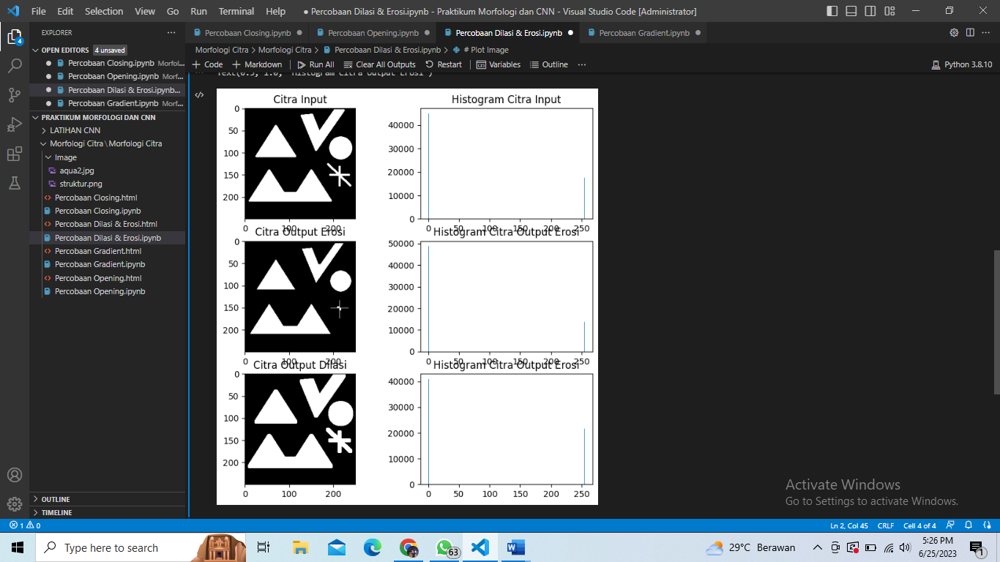 File Edit Selection View Go Run Terminal Help
● Percobaan Dilasi & Erosi.ipynb - Praktikum Morfologi dan CNN - Visual Studio Code [Administrator]
EXPLORER
OPEN EDITORS 4 unsaved
Percobaan Closing.ipynb Morfol...
Percobaan Opening.ipynb Morf...
Percobaan Dilasi & Erosi.ipynb...
Percobaan Gradient.ipynb Morf...
PRAKTIKUM MORFOLOGI DAN CNN
LATIHAN CNN
Morfologi Citra \ Morfologi Citra
Image
aqua2.jpg
struktur.png
Percobaan Closing.html
Percobaan Closing.ipynb
Percobaan Dilasi & Erosi.html
Percobaan Dilasi & Erosi.ipynb
Percobaan Gradient.html
Percobaan Gradient.ipynb
Percobaan Opening.html
Percobaan Opening.ipynb
OUTLINE
TIMELINE
Percobaan Closing.ipynb ● Percobaan Opening.ipynb ● Percobaan Dilasi & Erosi.ipynb ● Percobaan Gradient.ipynb ●
Morfologi Citra > Morfologi Citra > Percobaan Dilasi & Erosi.ipynb > # Plot Image
+ Code + Markdown Run All Clear All Outputs Restart Variables Outline ... Python 3.8.10
Text(0.5, 1.0, 'Histogram Citra Output Erosi')
Citra Input
0
50
100
150
200
0 100 200
Histogram Citra Input
40000
30000
20000
10000
0
0 50 100 150 200 250
Citra Output Erosi
0
50
100
150
200
0 100 200
Histogram Citra Output Erosi
50000
40000
30000
20000
10000
0
0 50 100 150 200 250
Citra Output Dilasi
0
50
100
150
200
0 100 200
Histogram Citra Output Erosi
40000
30000
20000
10000
0
0 50 100 150 200 250
Activate Windows
Go to Settings to activate Windows.
1 0
Ln 2, Col 45 CRLF Cell 4 of 4
Type here to search
63
29°C Berawan
5:26 PM
6/25/2023
1
4